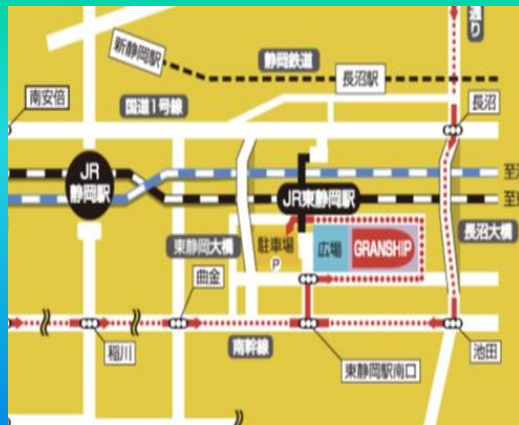 通り
新静岡駅
静岡鉄道
長沼駅
南安倍
国道1号線
長沼
JR
静岡駅
JR東静岡駅
至
至
東静岡大橋
駐車場
P
広場
GRANSHIP
長沼大橋
曲金
稲川
南幹線
東静岡駅南口
池田